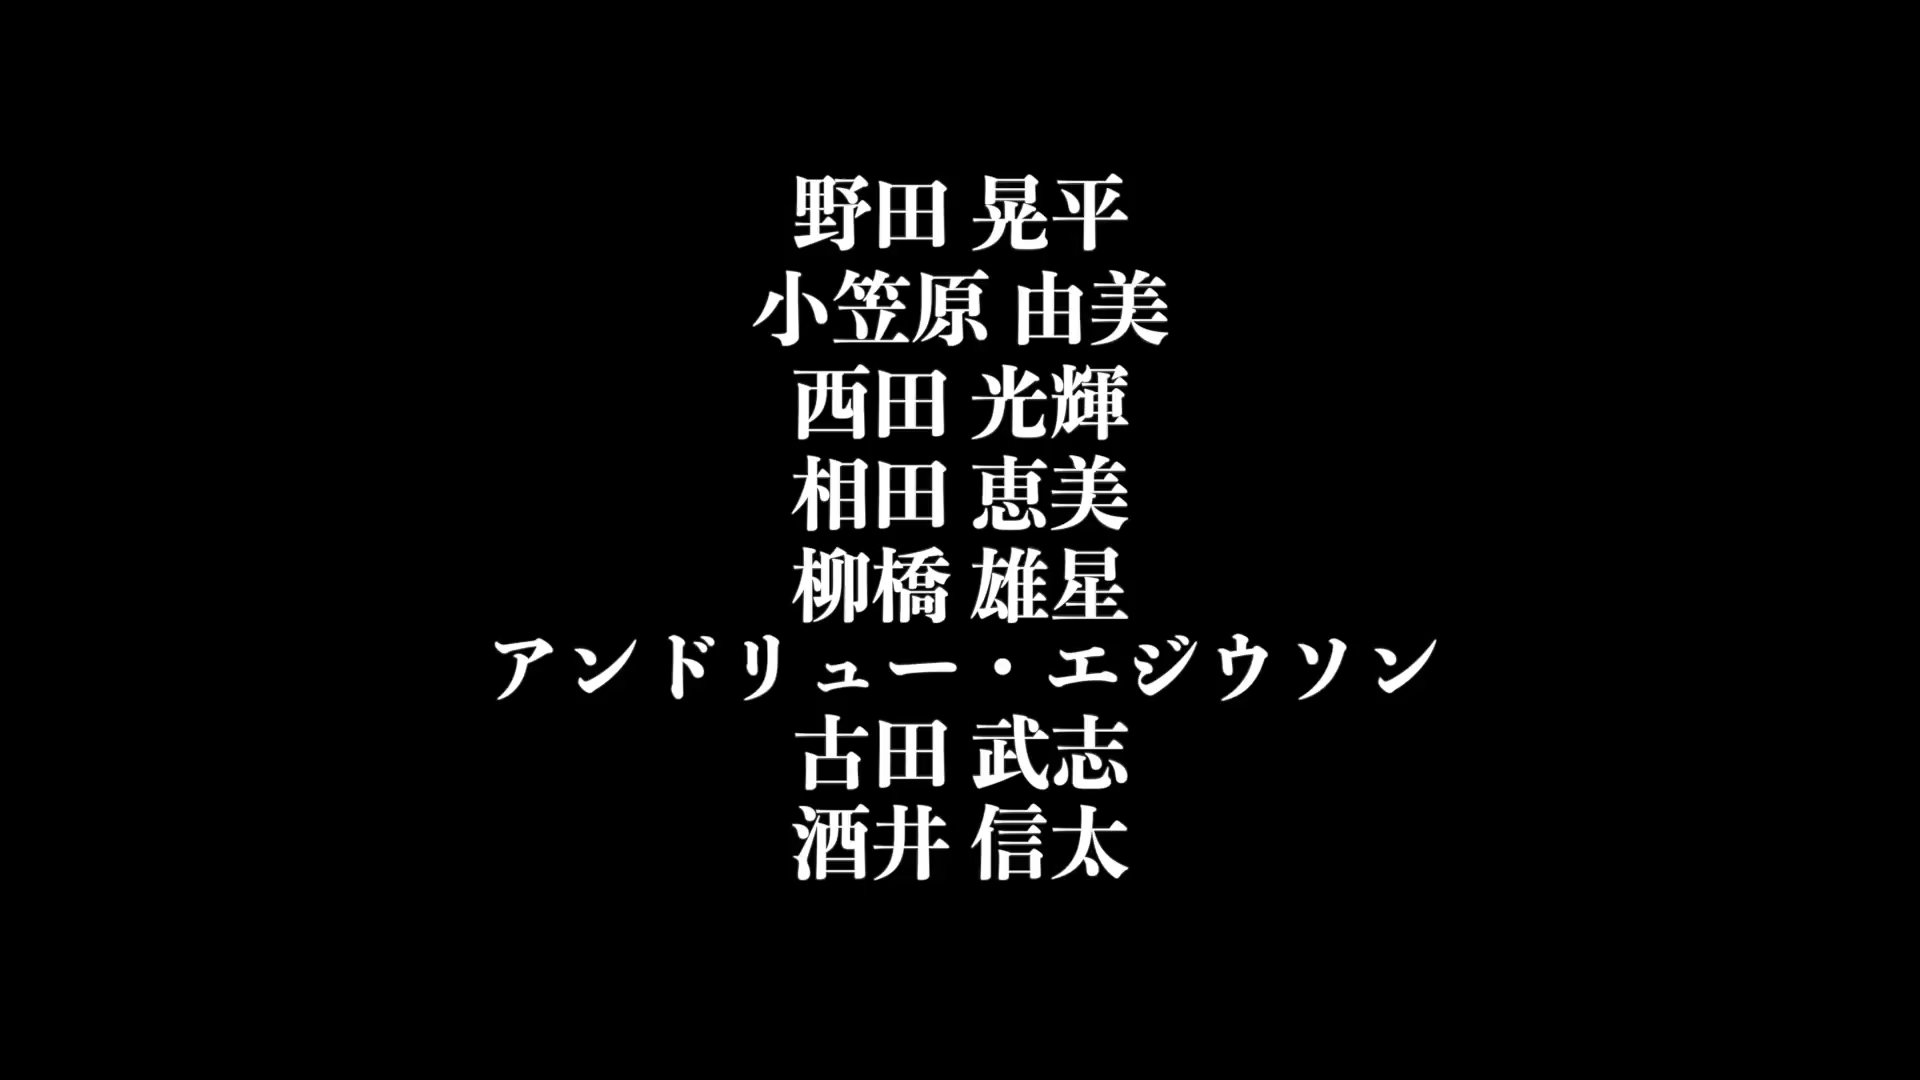 野田 晃平
小笠原 由美
西田 光輝
相田 恵美
柳橋 雄星
アンドリュー・エジウソン
古田 武志
酒井 信太